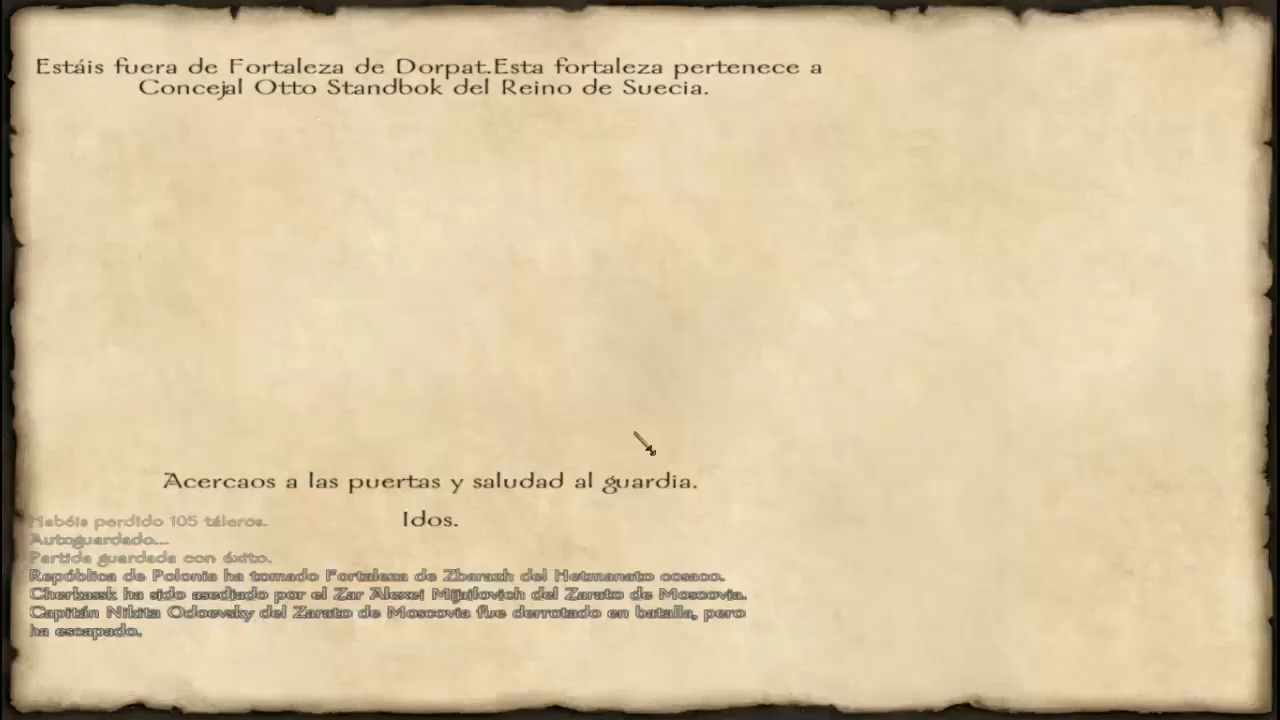 Estáis fuera de Fortaleza de Dorpat.Esta fortaleza pertenece a
Concejal Otto Standbok del Reino de Suecia.
Acercaos a las puertas y saludad al guardia.
Idos.
Habéis perdido 105 táleros.
Autoguardado...
Partida guardada con éxito.
República de Polonia ha tomado Fortaleza de Zbarazh del Hetmanato cosaco.
Cherkassk ha sido asediado por el Zar Alexei Mijailovich del Zarato de Moscovia.
Capitán Nikita Odoevsky del Zarato de Moscovia fue derrotado en batalla, pero
ha escapado.